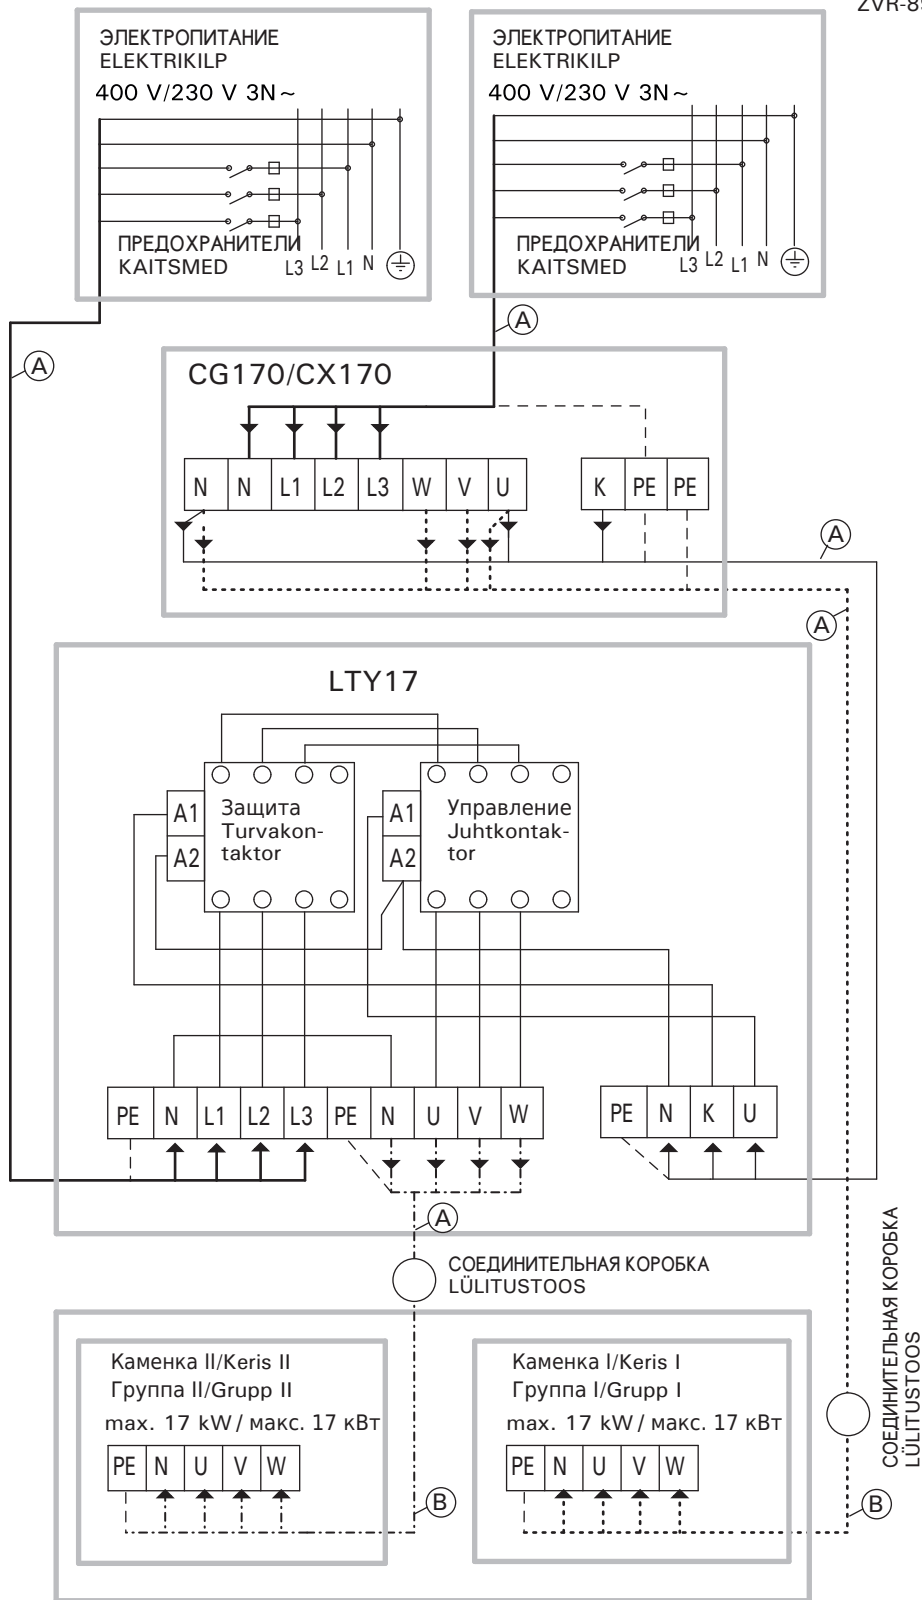 ZVR-8
ЭЛЕКТРОПИТАНИЕ
ELEKTRIKILP
400 V/230 V 3N~
ПРЕДОХРАНИТЕЛИ
KAITSMED
L3 L2 L1 N
ЭЛЕКТРОПИТАНИЕ
ELEKTRIKILP
400 V/230 V 3N~
ПРЕДОХРАНИТЕЛИ
KAITSMED
L3 L2 L1 N
A
A
CG170/CX170
N N L1 L2 L3 W V U
K PE PE
A
A
LTY17
A1
A2
Защита
Turvakon-
taktor
A1
A2
Управление
Juhtkontak-
tor
PE N L1 L2 L3 PE N U V W
PE N K U
A
СОЕДИНИТЕЛЬНАЯ КОРОБКА
LÜLITUSTOOS
СОЕДИНИТЕЛЬНАЯ КОРОБКА
LÜLITUSTOOS
Каменка II/Keris II
Группа II/Grupp II
max. 17 kW / макс. 17 кВт
PE N U V W
B
Каменка I/Keris I
Группа I/Grupp I
max. 17 kW / макс. 17 кВт
PE N U V W
B